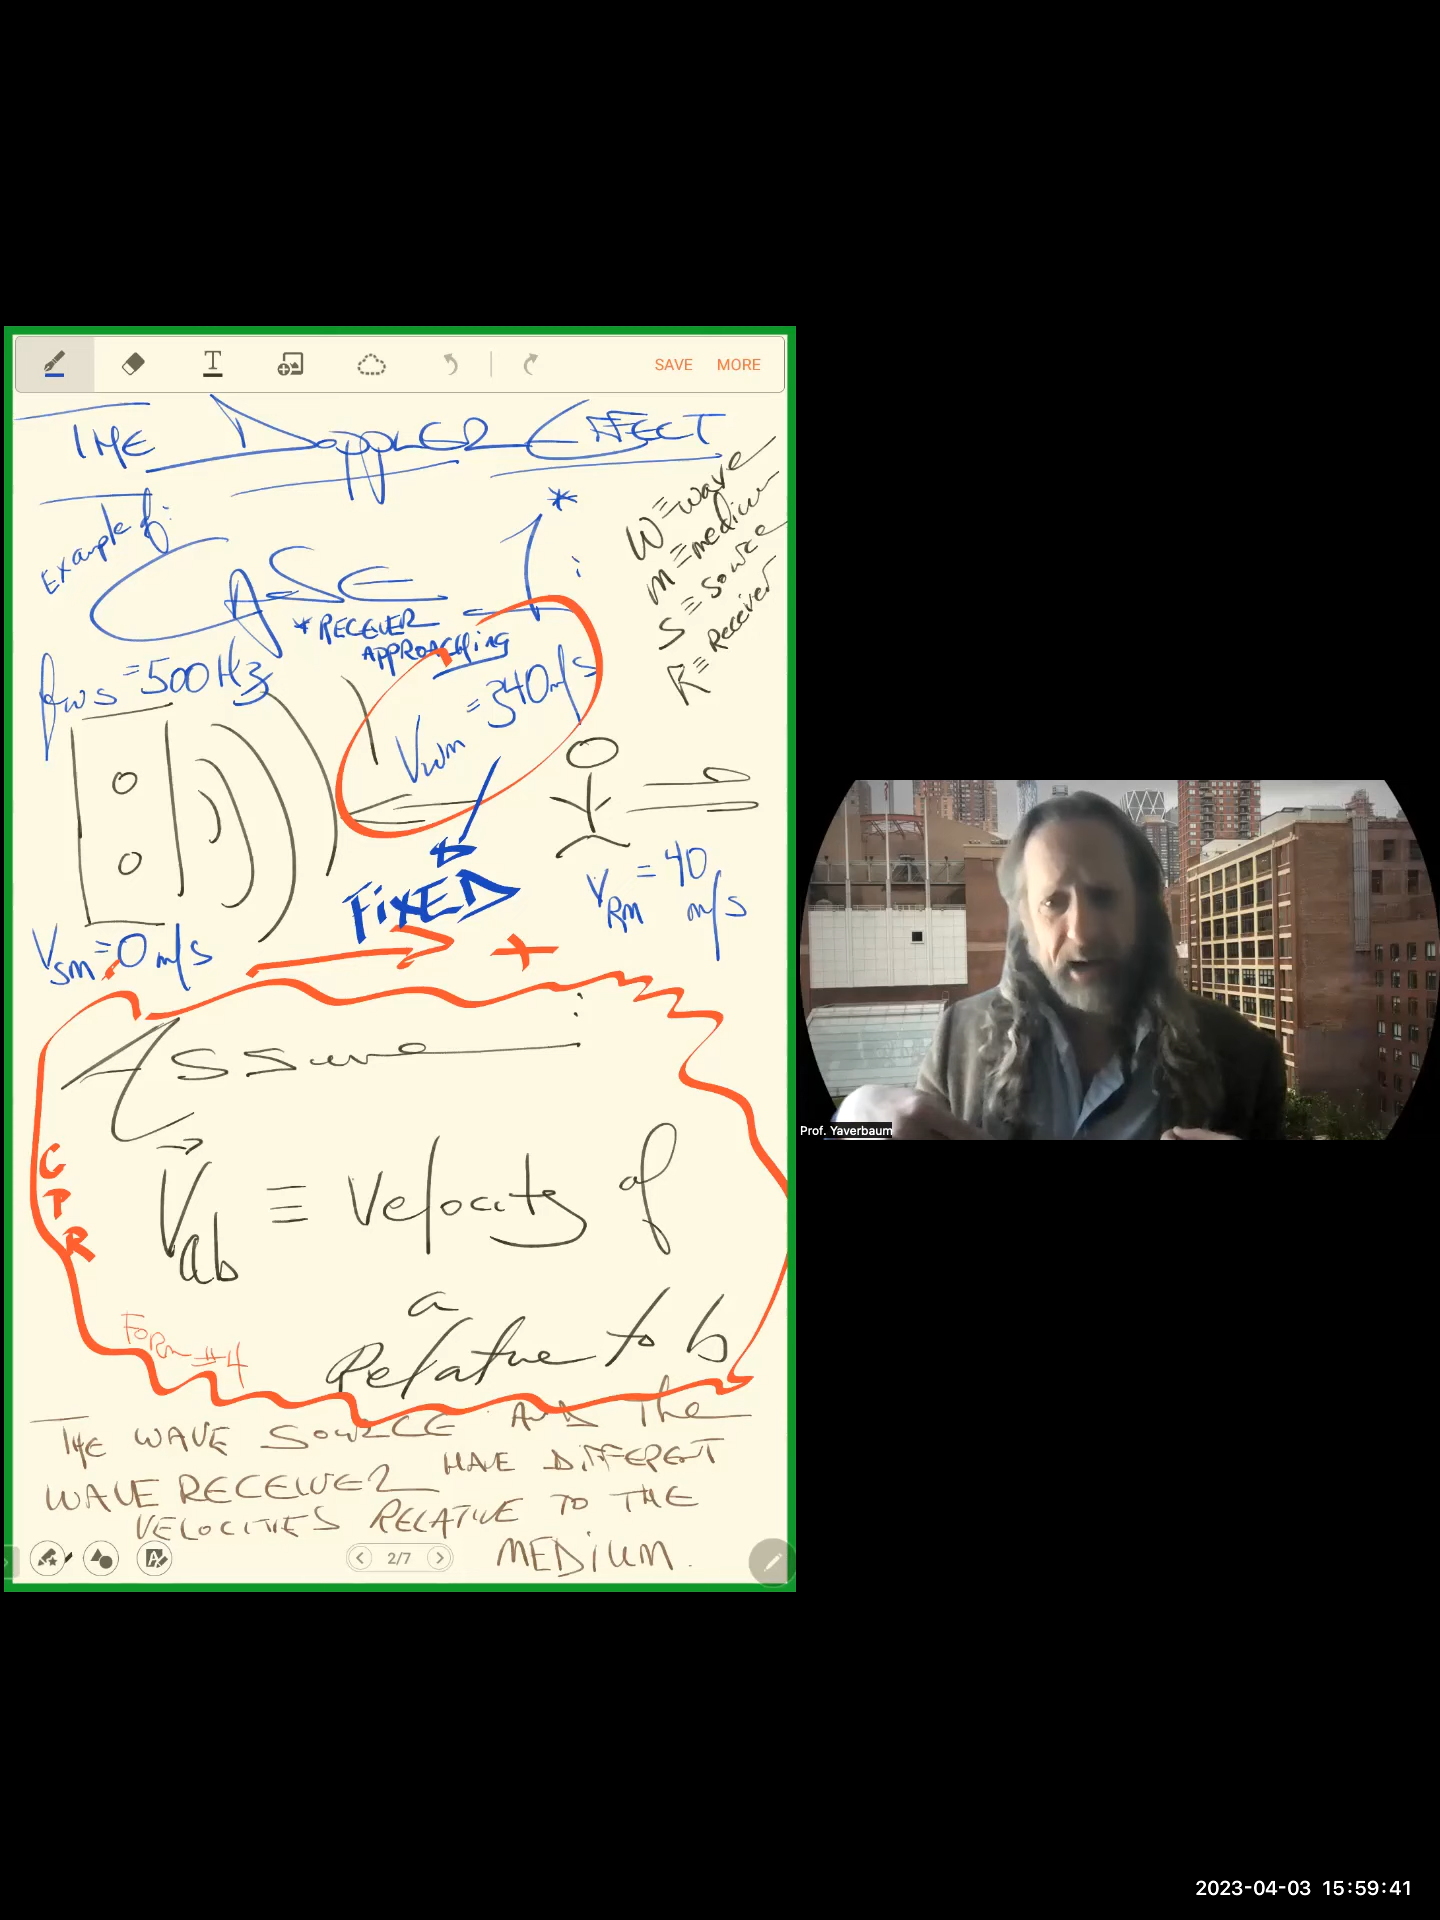 SAVE MORE
THE DOPPLER EFFECT
Example of:
CASE 1* :
* RECEIVER
APPROACHING
W ≡ wave
m ≡ medium
S ≡ Source
R ≡ Receiver
fws = 500 Hz
Vwm = 340 m/s
FIXED
VRm = 40 m/s
VSm = 0 m/s
+
Assume :
CPR
Vab ≡ Velocity of
a
Relative to b
Form #4
THE WAVE SOURCE AND The
WAVE RECEIVER HAVE DIFFERENT
VELOCITIES RELATIVE TO THE
MEDIUM.
2/7
Prof. Yaverbaum
2023-04-03 15:59:41